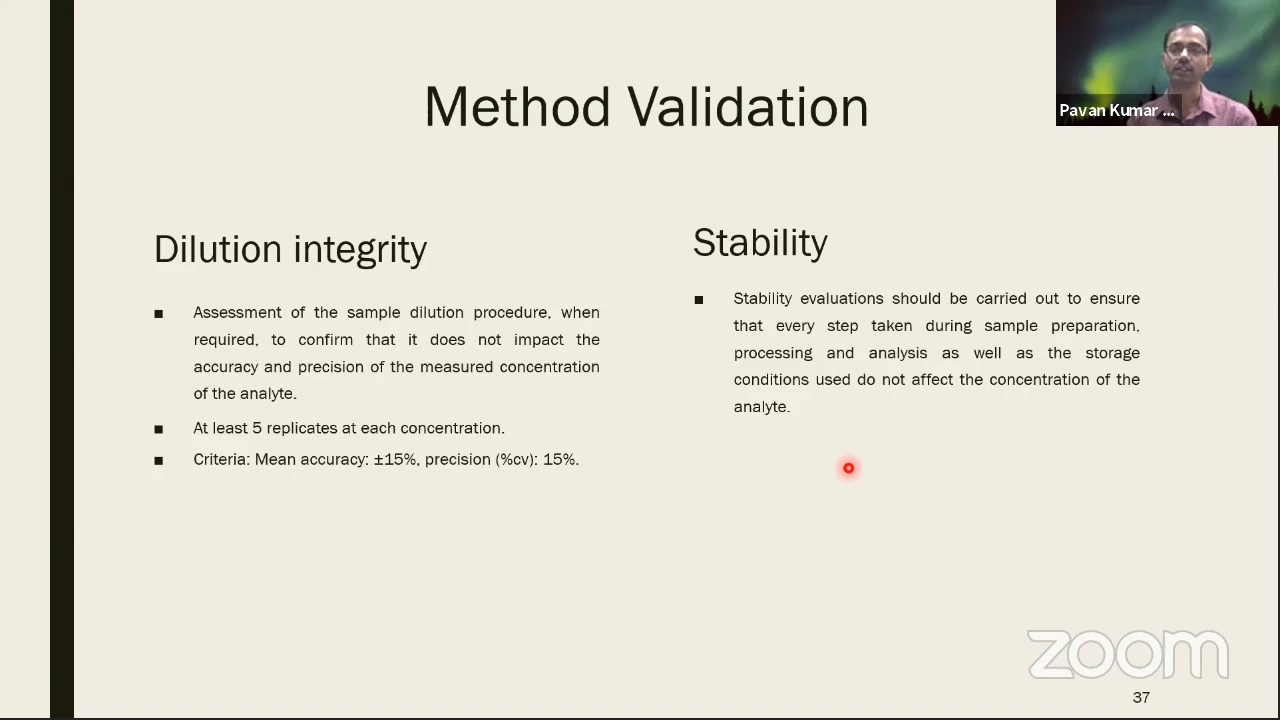 Pavan Kumar ...
Method Validation
Dilution integrity
■ Assessment of the sample dilution procedure, when
required, to confirm that it does not impact the
accuracy and precision of the measured concentration
of the analyte.
■ At least 5 replicates at each concentration.
■ Criteria: Mean accuracy: ±15%, precision (%cv): 15%.
Stability
■ Stability evaluations should be carried out to ensure
that every step taken during sample preparation,
processing and analysis as well as the storage
conditions used do not affect the concentration of the
analyte.
zoom
37